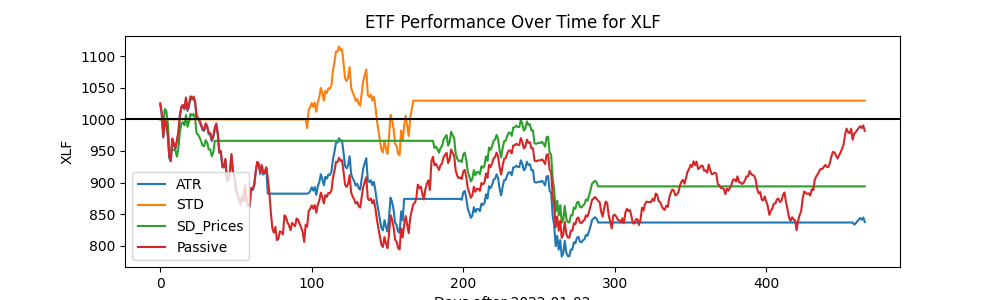 ETF Performance Over Time for XLF
XLF
1100
1050
1000
950
900
850
800
ATR
STD
SD_Prices
Passive
0
100
200
300
400
Days after 2022-01-02